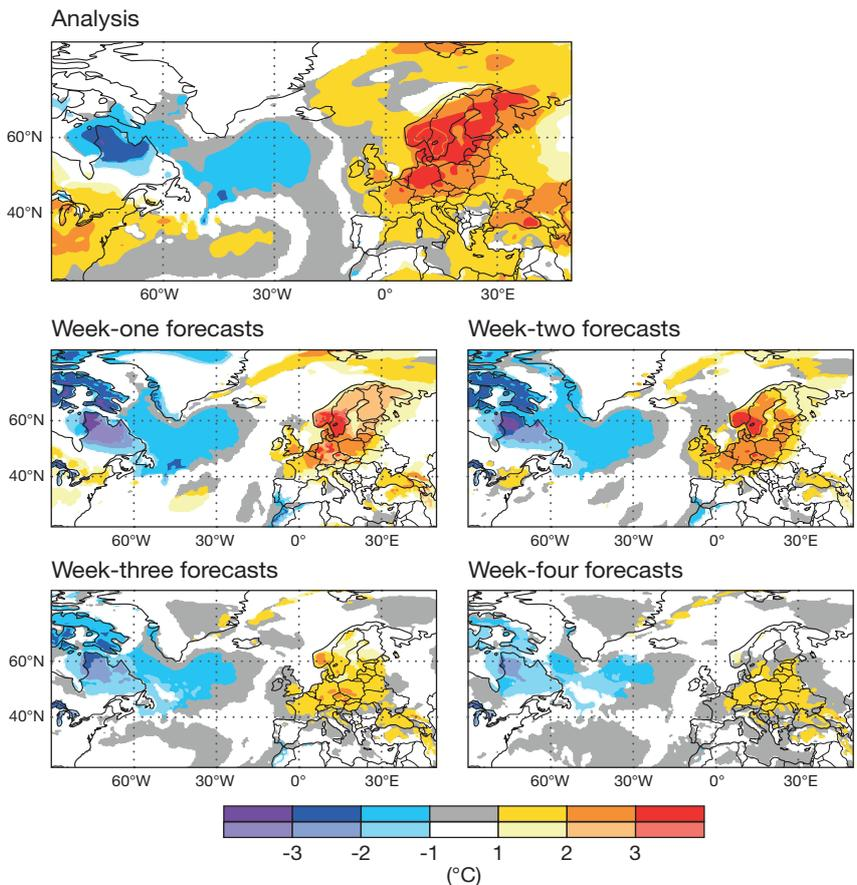 Analysis
60°N
40°N
60°W 30°W 0° 30°E
Week-one forecasts Week-two forecasts
60°N
40°N
60°W 30°W 0° 30°E 60°W 30°W 0° 30°E
Week-three forecasts Week-four forecasts
60°N
40°N
60°W 30°W 0° 30°E 60°W 30°W 0° 30°E
-3 -2 -1 1 2 3
(°C)